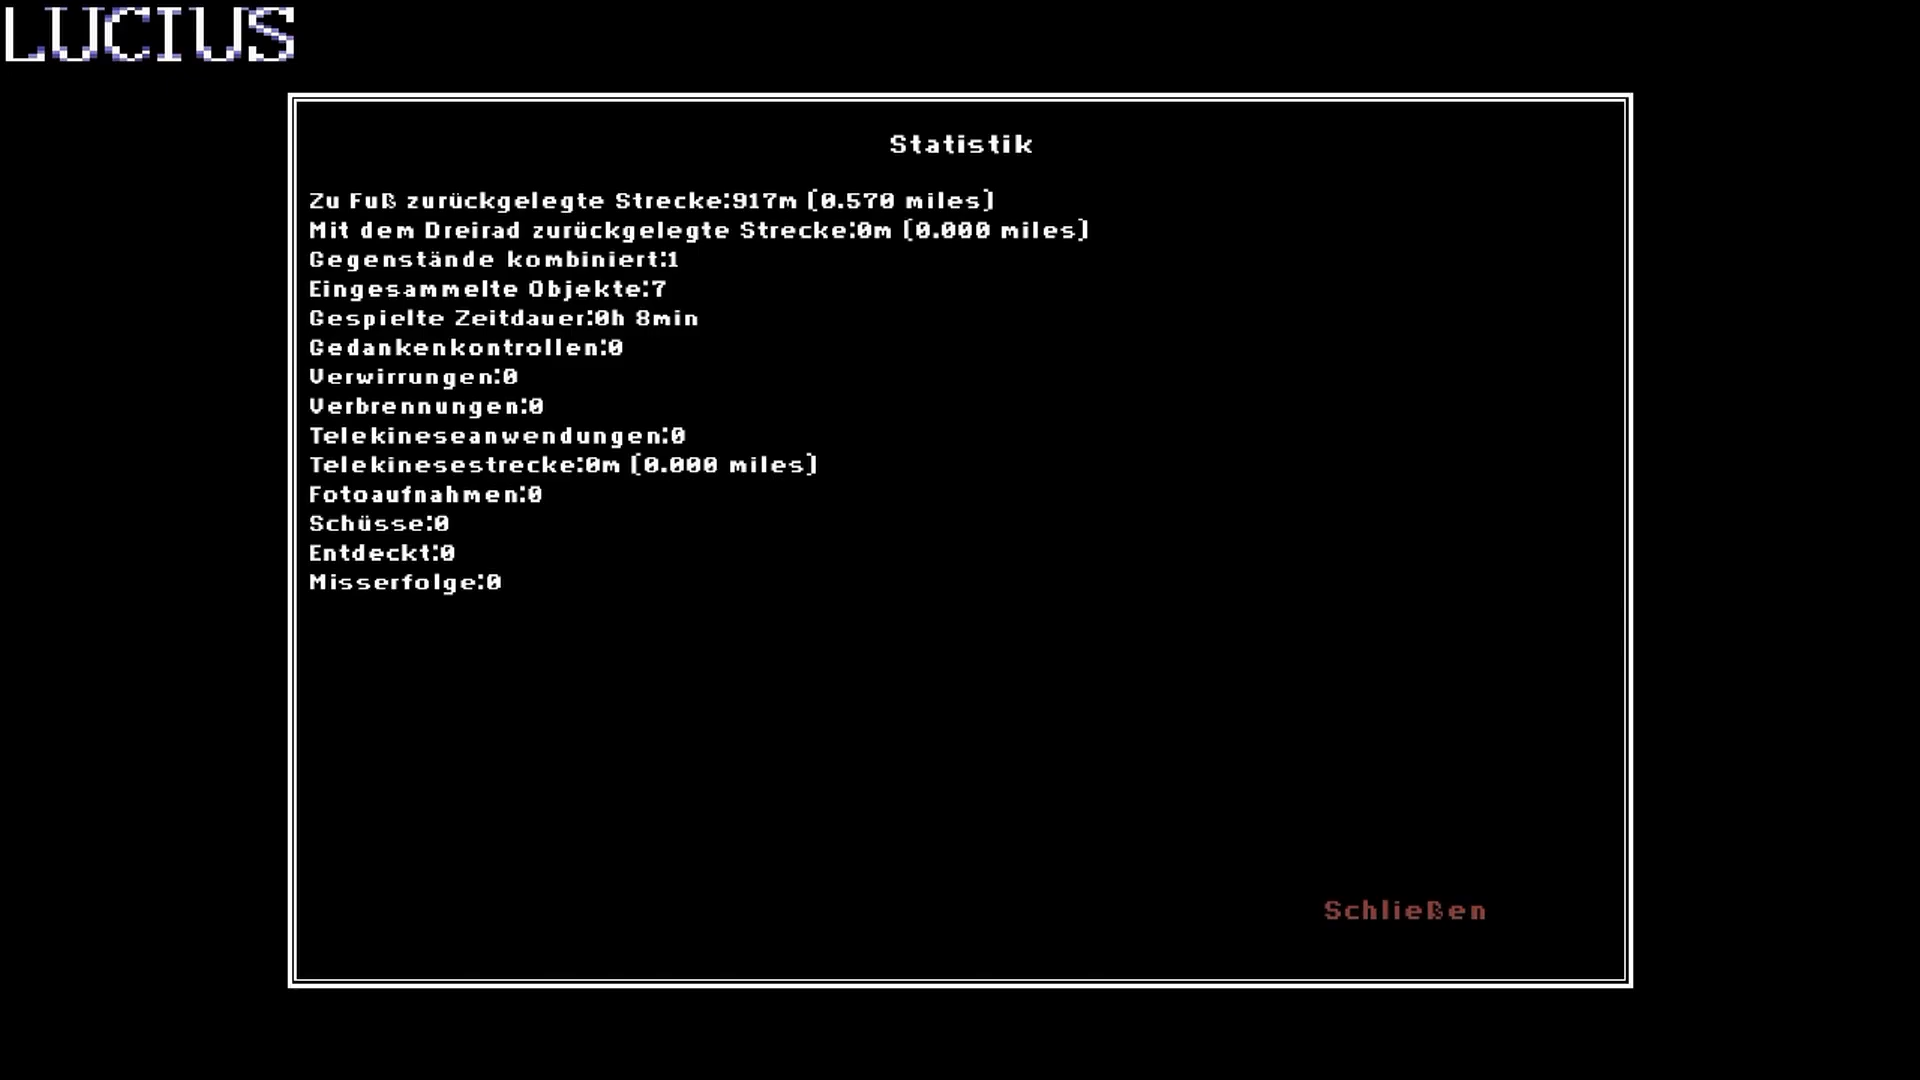 LUCIUS
Statistik
Zu Fuß zurückgelegte Strecke:917m (0.570 miles)
Mit dem Dreirad zurückgelegte Strecke:0m (0.000 miles)
Gegenstände kombiniert:1
Eingesammelte Objekte:7
Gespielte Zeitdauer:0h 8min
Gedankenkontrollen:0
Verwirrungen:0
Verbrennungen:0
Telekineseanwendungen:0
Telekinesestrecke:0m (0.000 miles)
Fotoaufnahmen:0
Schüsse:0
Entdeckt:0
Misserfolge:0
Schließen